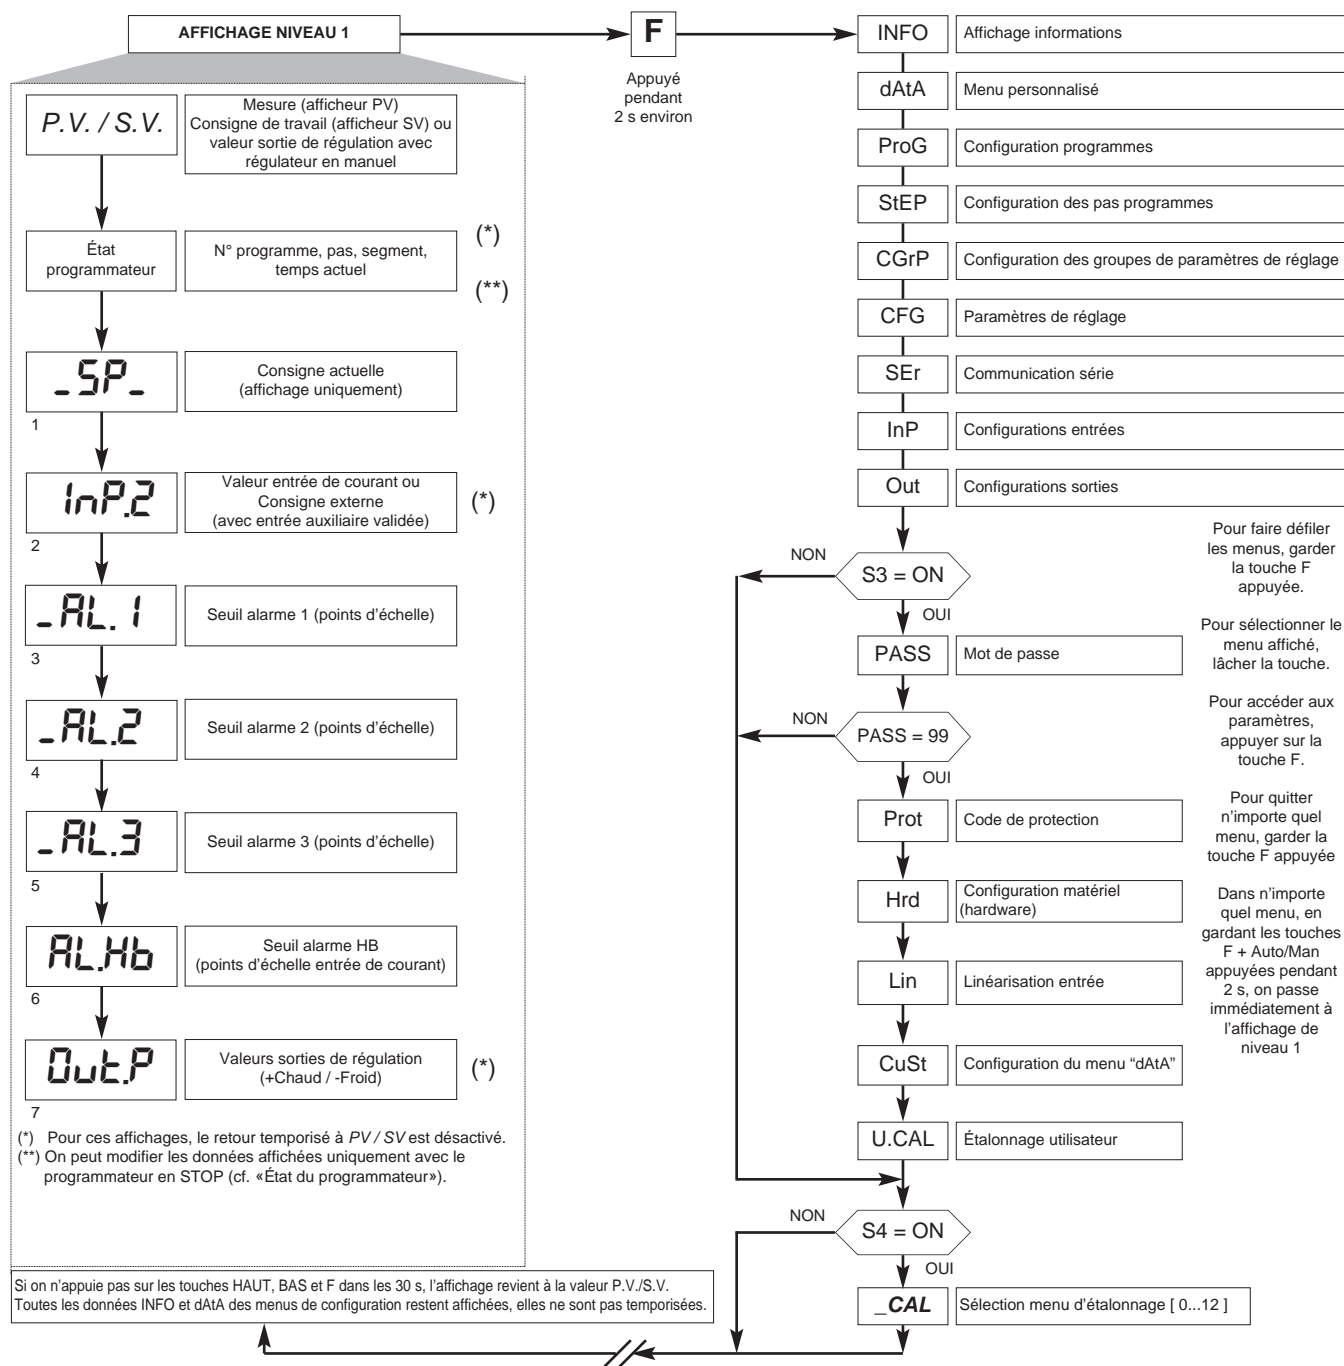 AFFICHAGE NIVEAU 1
F
Appuyé
pendant
2 s environ
P.V. / S.V.
Mesure (afficheur PV)
Consigne de travail (afficheur SV) ou
valeur sortie de régulation avec
régulateur en manuel
État
programmateur
N° programme, pas, segment,
temps actuel
(*)
(**)
_SP_
Consigne actuelle
(affichage uniquement)
1
InP.2
Valeur entrée de courant ou
Consigne externe
(avec entrée auxiliaire validée)
(*)
2
_AL. 1
Seuil alarme 1 (points d’échelle)
3
_AL.2
Seuil alarme 2 (points d’échelle)
4
_AL.3
Seuil alarme 3 (points d’échelle)
5
AL.Hb
Seuil alarme HB
(points d’échelle entrée de courant)
6
Out.P
Valeurs sorties de régulation
(+Chaud / -Froid)
(*)
7
(*) Pour ces affichages, le retour temporisé à PV / SV est désactivé.
(**) On peut modifier les données affichées uniquement avec le
programmateur en STOP (cf. «État du programmateur»).
Si on n’appuie pas sur les touches HAUT, BAS et F dans les 30 s, l’affichage revient à la valeur P.V./S.V.
Toutes les données INFO et dAtA des menus de configuration restent affichées, elles ne sont pas temporisées.
INFO
Affichage informations
dAtA
Menu personnalisé
ProG
Configuration programmes
StEP
Configuration des pas programmes
CGrP
Configuration des groupes de paramètres de réglage
CFG
Paramètres de réglage
SEr
Communication série
InP
Configurations entrées
Out
Configurations sorties
NON
S3 = ON
OUI
PASS
Mot de passe
NON
PASS = 99
OUI
Prot
Code de protection
Hrd
Configuration matériel
(hardware)
Lin
Linéarisation entrée
CuSt
Configuration du menu “dAtA”
U.CAL
Étalonnage utilisateur
NON
S4 = ON
OUI
_CAL
Sélection menu d’étalonnage [ 0...12 ]
Pour faire défiler
les menus, garder
la touche F
appuyée.
Pour sélectionner le
menu affiché,
lâcher la touche.
Pour accéder aux
paramètres,
appuyer sur la
touche F.
Pour quitter
n’importe quel
menu, garder la
touche F appuyée
Dans n’importe
quel menu, en
gardant les touches
F + Auto/Man
appuyées pendant
2 s, on passe
immédiatement à
l’affichage de
niveau 1